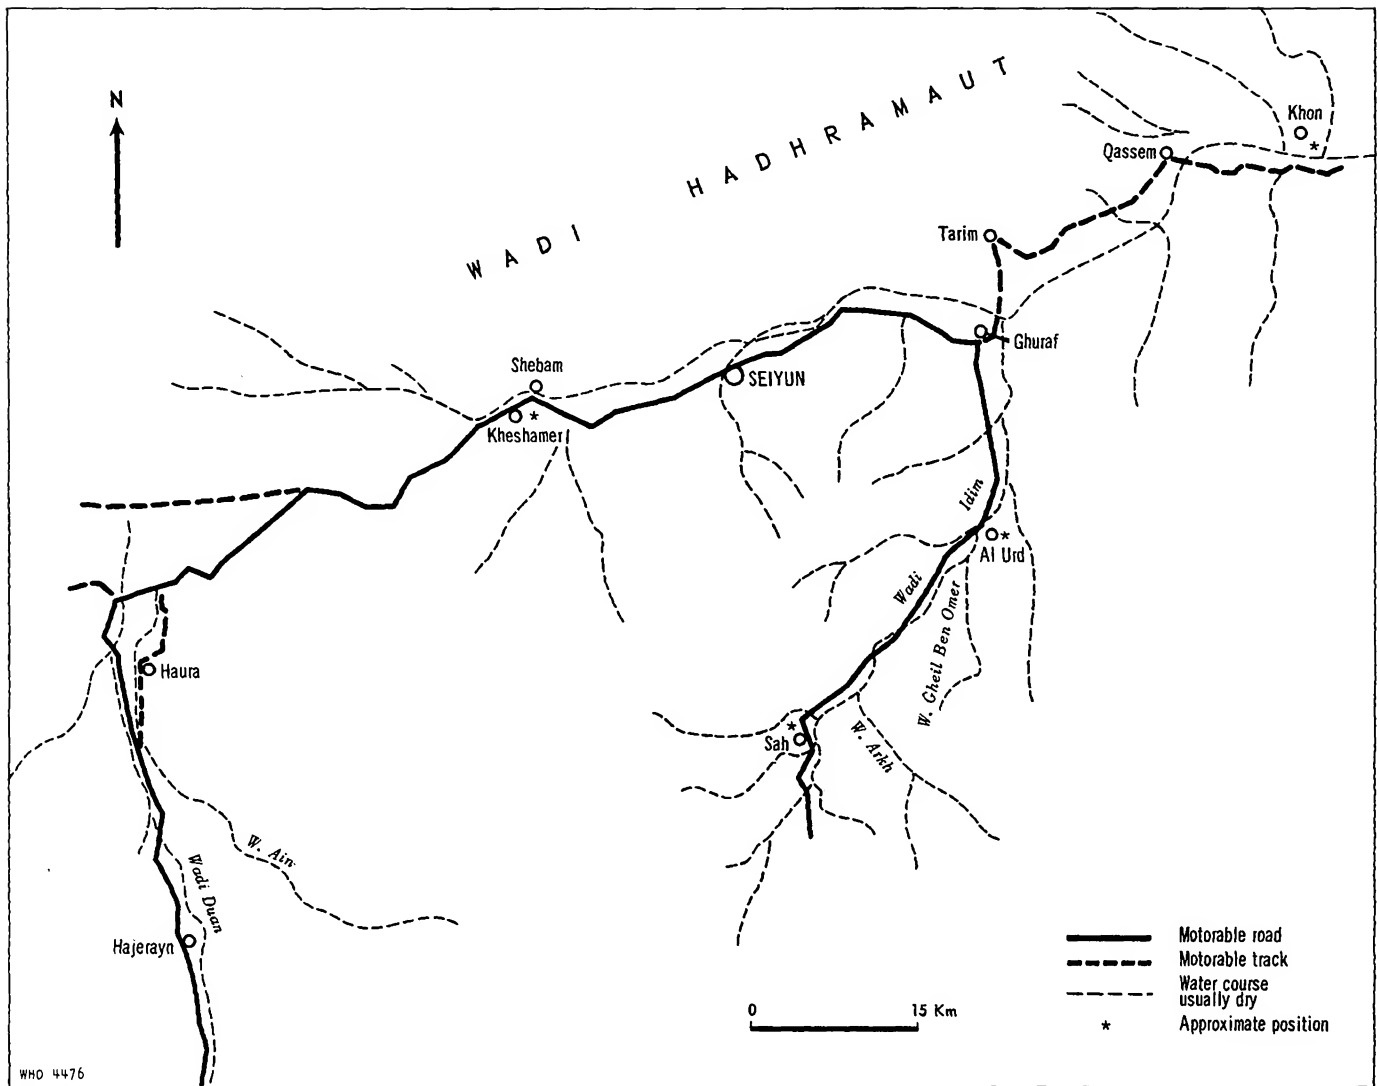 N
WADI HADHRAMAUT
Khon
*
Qassem
Tarim
Ghuraf
Shebam
SEIYUN
*
Kheshamer
Idim
*
Al Urd
Wadi
W. Gheil Ben Omer
Haura
*
Sah
W. Arkh
W. Ain
Wadi Duan
Hajerayn
Motorable road
Motorable track
Water course
usually dry
* Approximate position
0 15 Km
WHO 4476